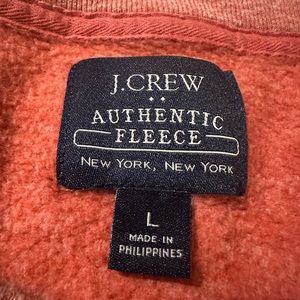 J.CREW
AUTHENTIC
FLEECE
NEW YORK, NEW YORK
L
MADE IN
PHILIPPINES